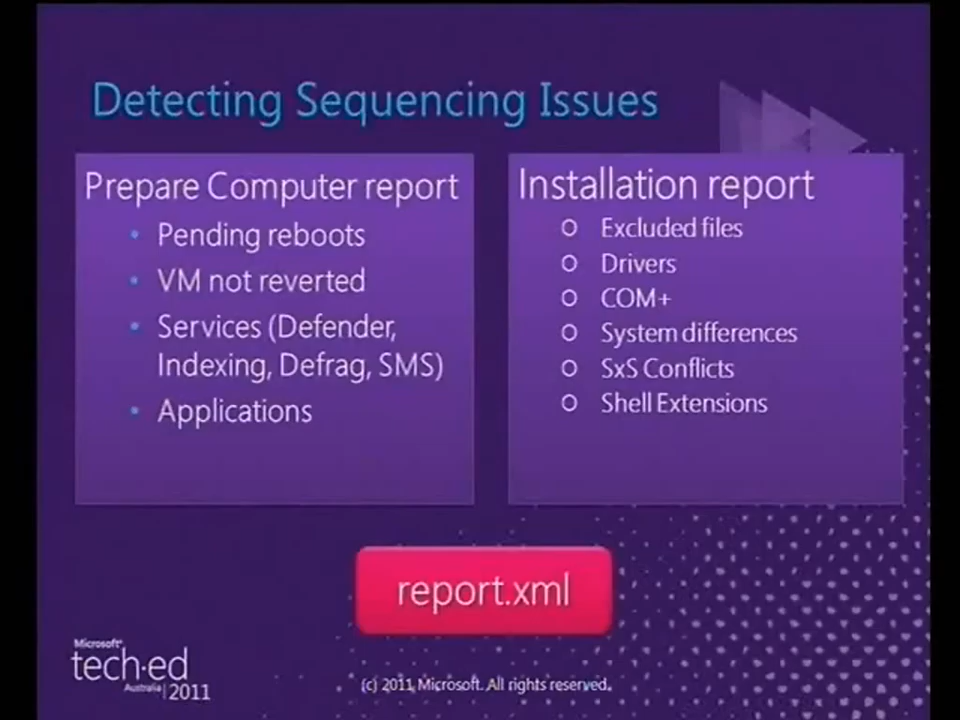 Detecting Sequencing Issues
Prepare Computer report
• Pending reboots
• VM not reverted
• Services (Defender,
Indexing, Defrag, SMS)
• Applications
Installation report
o Excluded files
o Drivers
o COM+
o System differences
o SxS Conflicts
o Shell Extensions
report.xml
Microsoft®
tech·ed
Australia | 2011
(c) 2011 Microsoft. All rights reserved.